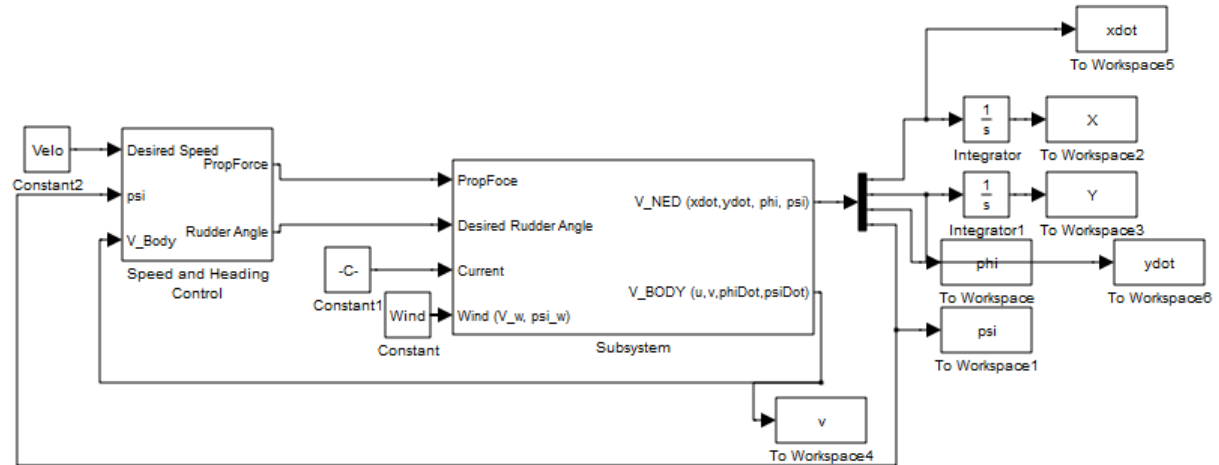 xdot
To Workspace5
Velo
Constant2
Desired Speed
PropForce
psi
Rudder Angle
V_Body
Speed and Heading
Control
-C-
Constant1
Wind
Constant
PropFoce
V_NED (xdot,ydot, phi, psi)
Desired Rudder Angle
Current
V_BODY (u,v,phiDot,psiDot)
Wind (V_w, psi_w)
Subsystem
1
s
Integrator
X
To Workspace2
1
s
Integrator1
Y
To Workspace3
phi
To Workspace
ydot
To Workspace6
psi
To Workspace1
v
To Workspace4